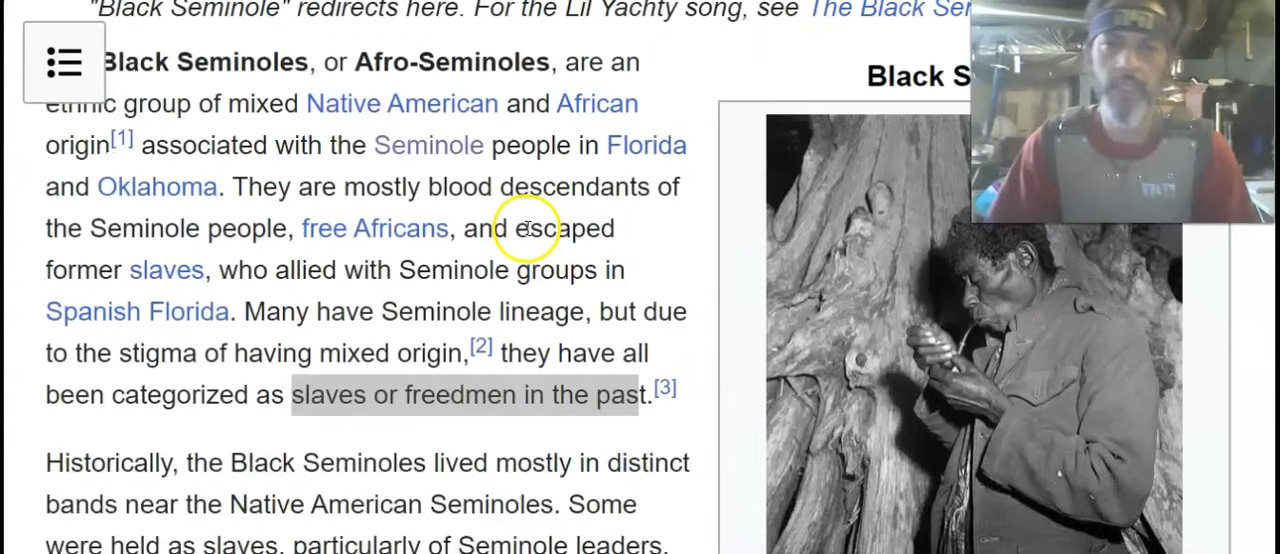 "Black Seminole" redirects here. For the Lil Yachty song, see The Black
Black S
Black Seminoles, or Afro-Seminoles, are an
ethnic group of mixed Native American and African
origin[1] associated with the Seminole people in Florida
and Oklahoma. They are mostly blood descendants of
the Seminole people, free Africans, and escaped
former slaves, who allied with Seminole groups in
Spanish Florida. Many have Seminole lineage, but due
to the stigma of having mixed origin,[2] they have all
been categorized as slaves or freedmen in the past.[3]
Historically, the Black Seminoles lived mostly in distinct
bands near the Native American Seminoles. Some
were held as slaves, particularly of Seminole leaders.